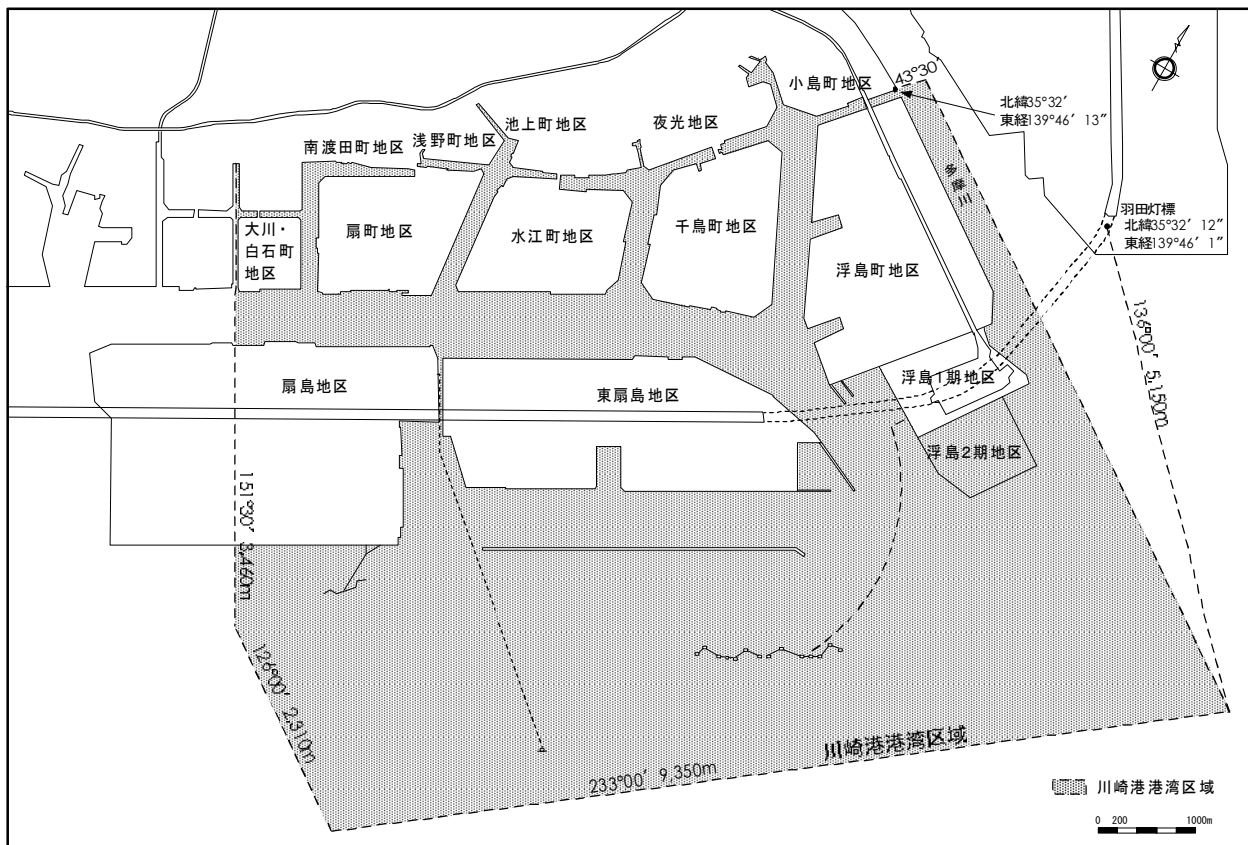 小島町地区
43°30′
北緯35°32′
東経139°46′ 13″
池上町地区
夜光地区
浅野町地区
南渡田町地区
多摩川
羽田灯標
北緯35°32′ 12″
東経139°46′ 1″
大川・
白石町
地区
扇町地区
水江町地区
千鳥町地区
浮島町地区
136°00′ 5,150m
扇島地区
東扇島地区
浮島1期地区
浮島2期地区
151°30′ 3,460m
126°00′ 2,310m
233°00′ 9,350m
川崎港港湾区域
川崎港港湾区域
0 200 1000m